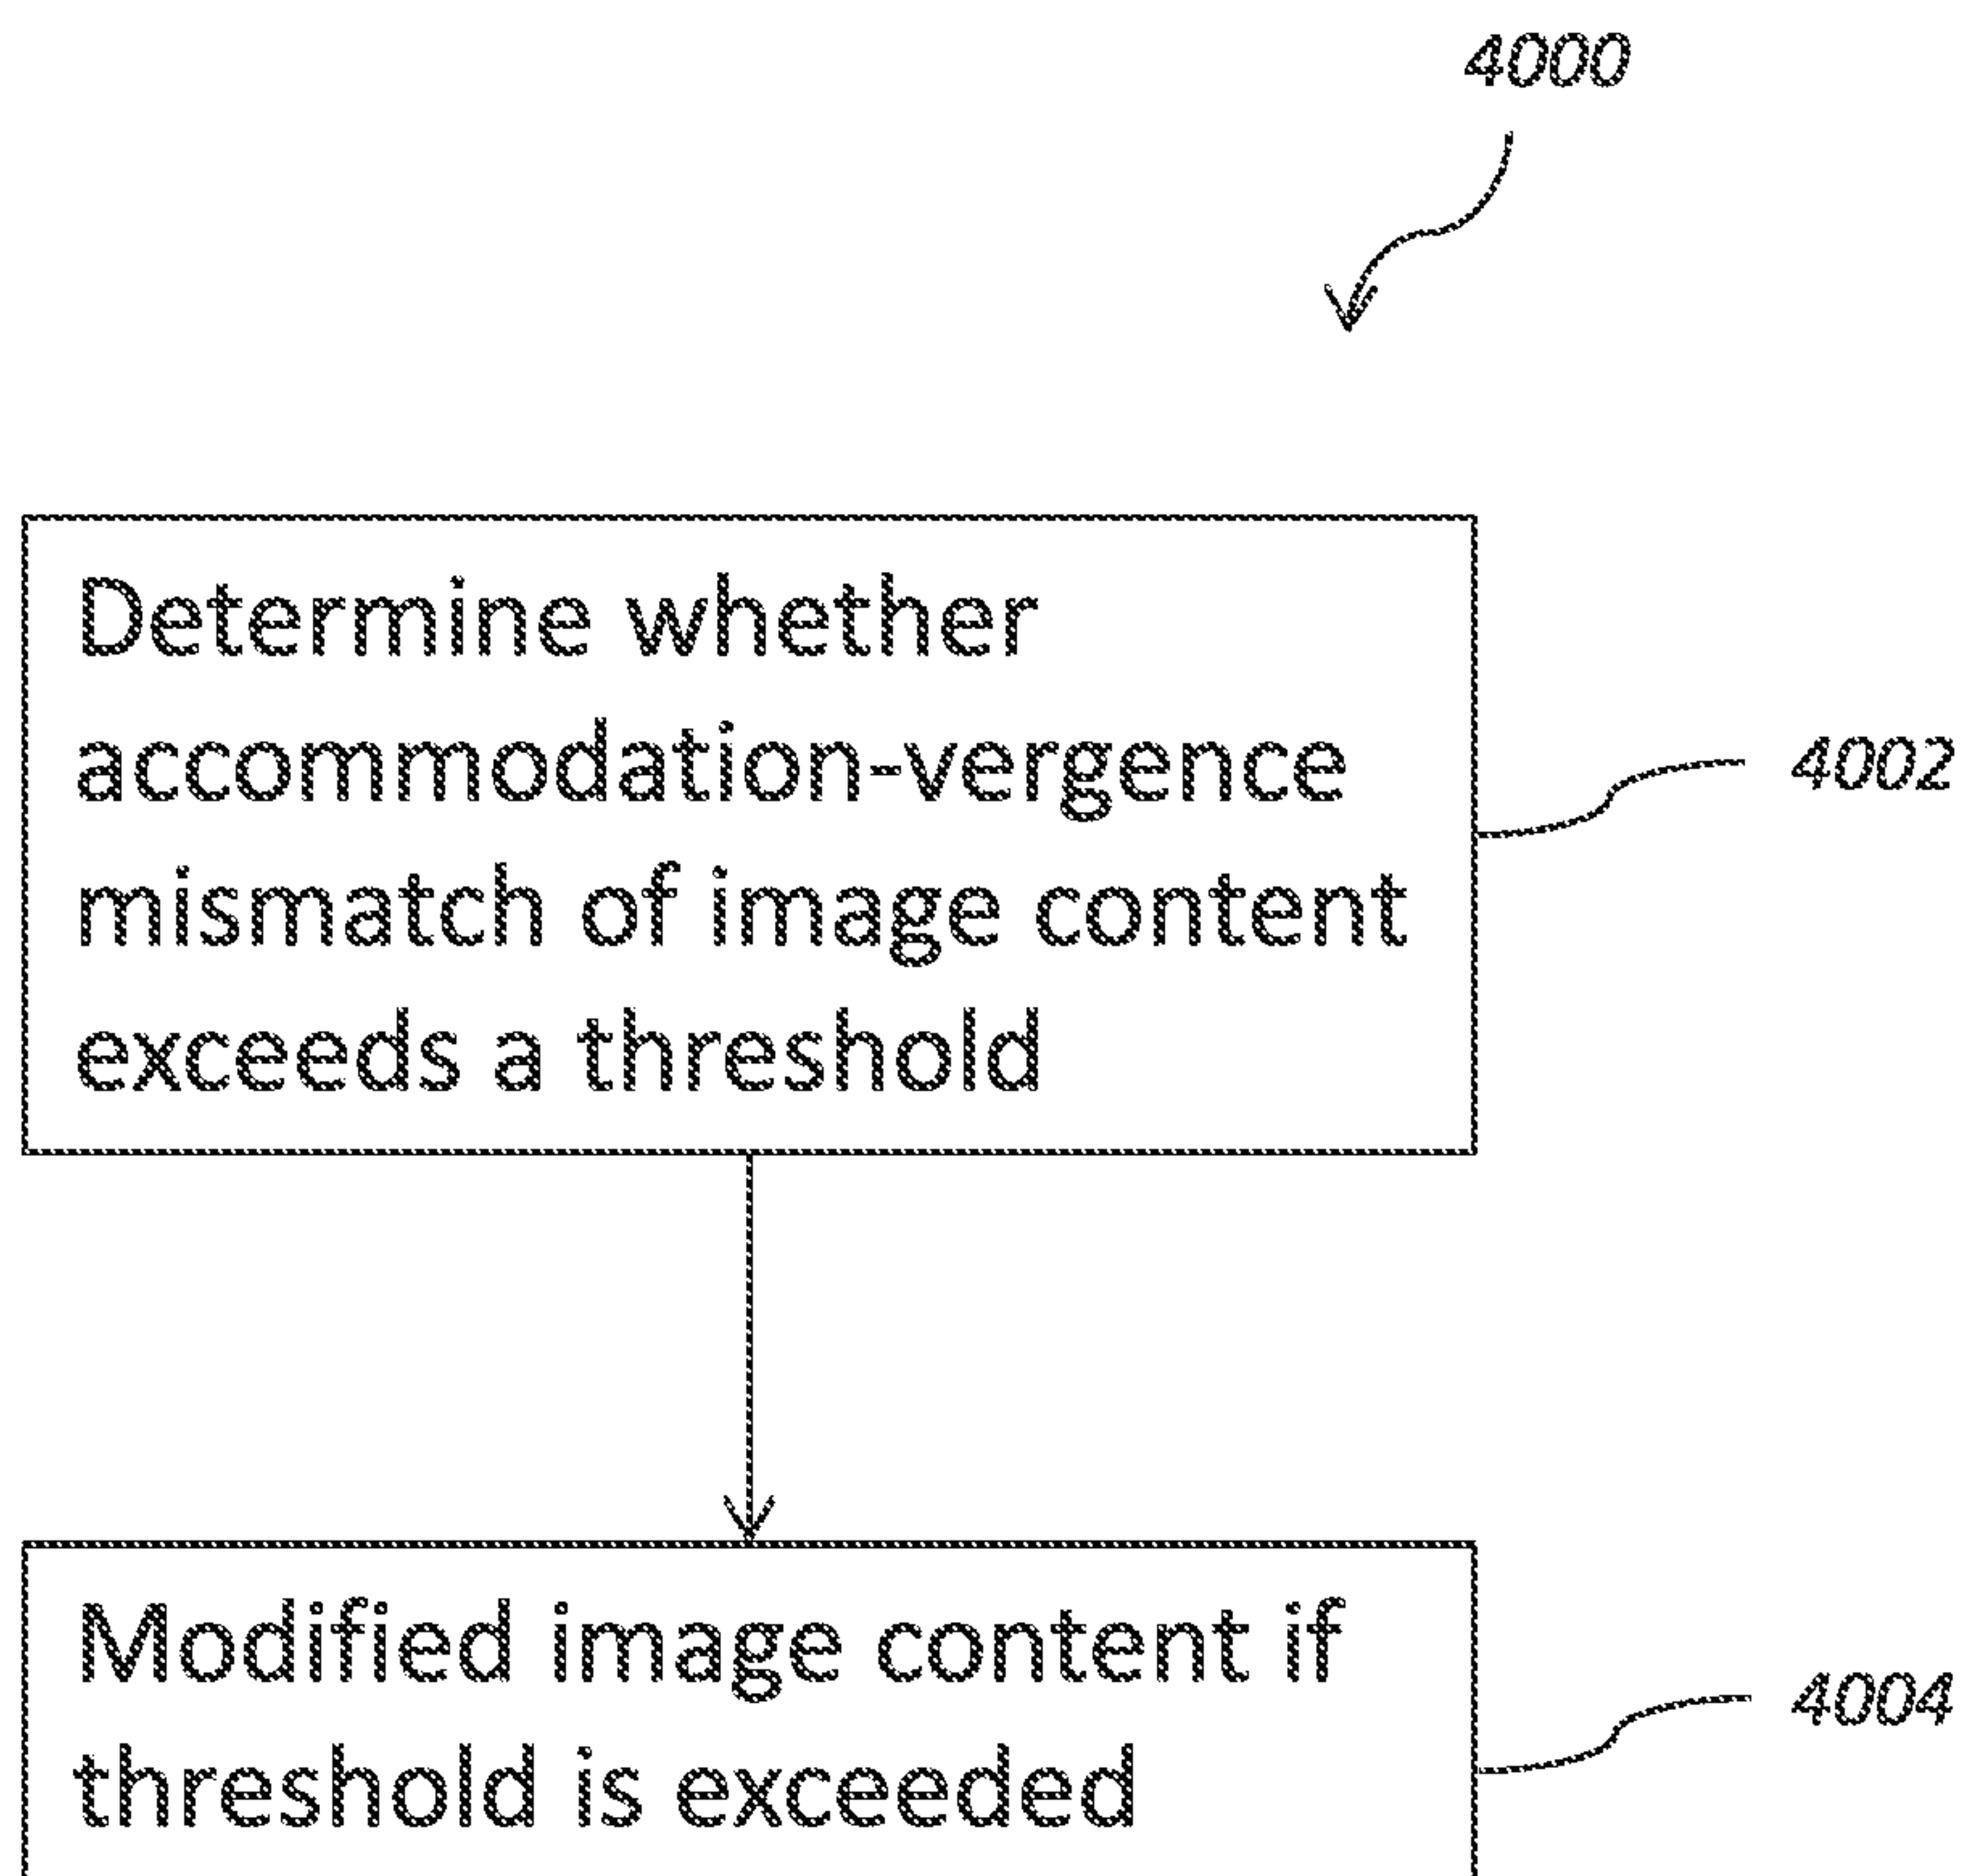 4000
Determine whether
accommodation-vergence
mismatch of image content
exceeds a threshold
4002
Modified image content if
threshold is exceeded
4004